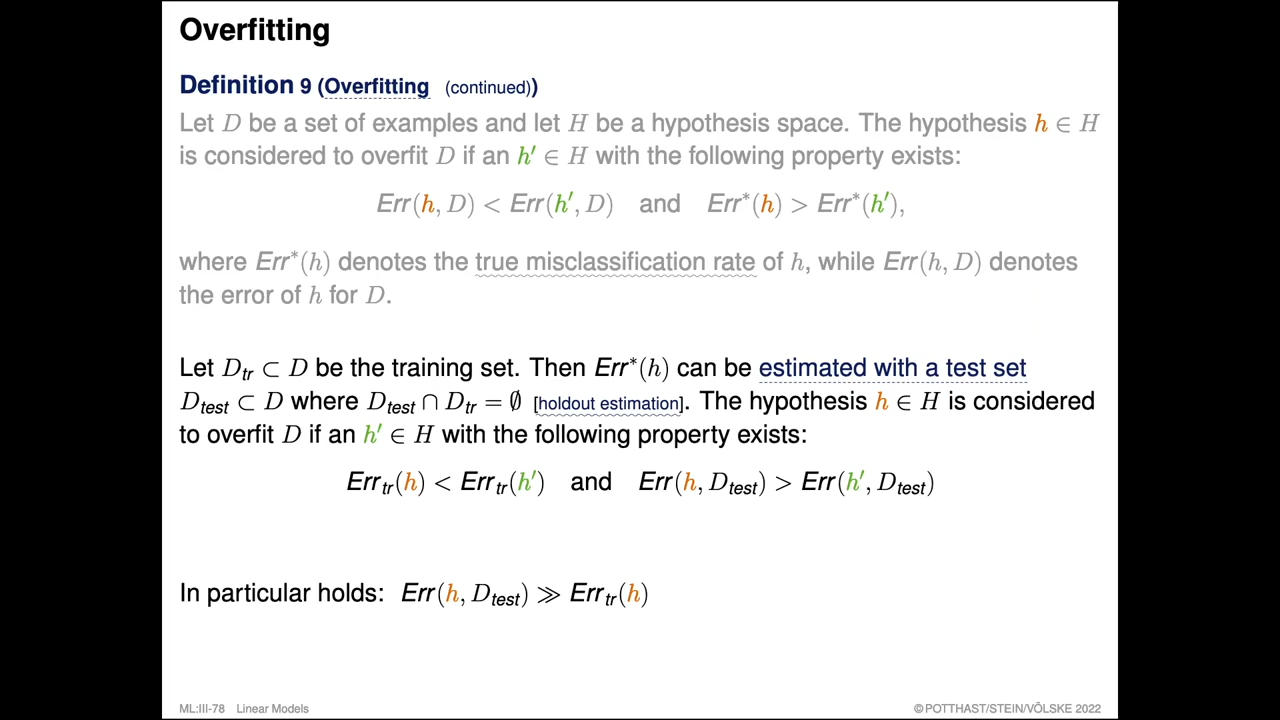 Overfitting
Definition 9 (Overfitting (continued))
Let D be a set of examples and let H be a hypothesis space. The hypothesis h ∈ H
is considered to overfit D if an h′ ∈ H with the following property exists:
Err(h, D) < Err(h′, D) and Err*(h) > Err*(h′),
where Err*(h) denotes the true misclassification rate of h, while Err(h, D) denotes
the error of h for D.
Let D_tr ⊂ D be the training set. Then Err*(h) can be estimated with a test set
D_test ⊂ D where D_test ∩ D_tr = ∅ [holdout estimation]. The hypothesis h ∈ H is considered
to overfit D if an h′ ∈ H with the following property exists:
Err_tr(h) < Err_tr(h′) and Err(h, D_test) > Err(h′, D_test)
In particular holds: Err(h, D_test) ≫ Err_tr(h)
ML:III-78 Linear Models
© POTTHAST/STEIN/VÖLSKE 2022